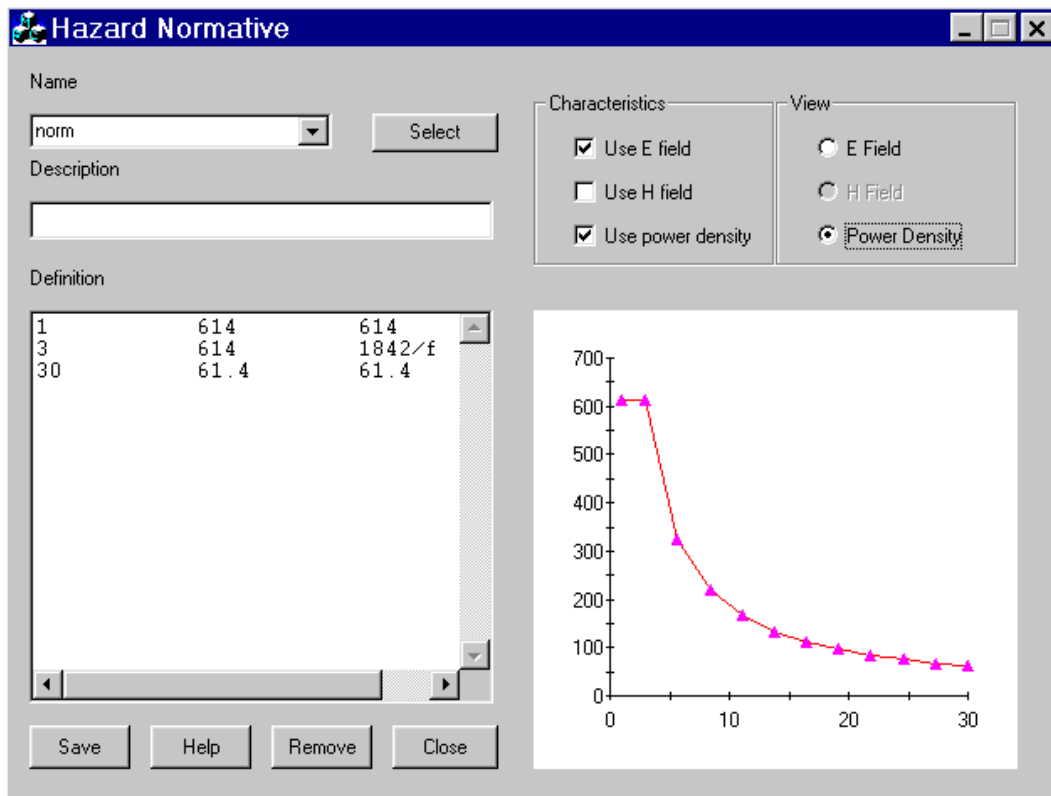 Hazard Normative
Name
norm
Select
Description
Characteristics
Use E field
Use H field
Use power density
View
E Field
H Field
Power Density
Definition
1 614 614
3 614 1842/f
30 61.4 61.4
700
600
500
400
300
200
100
0
0 10 20 30
Save Help Remove Close